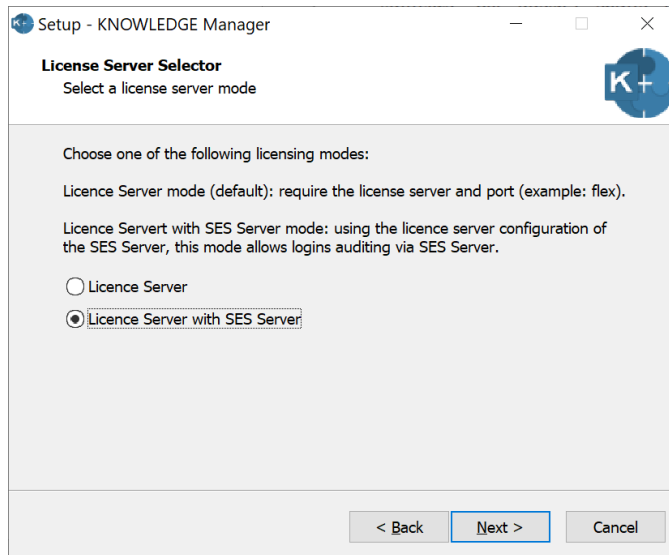 Setup - KNOWLEDGE Manager
License Server Selector
Select a license server mode
K+
Choose one of the following licensing modes:
Licence Server mode (default): require the license server and port (example: flex).
Licence Servert with SES Server mode: using the licence server configuration of
the SES Server, this mode allows logins auditing via SES Server.
Licence Server
Licence Server with SES Server
< Back
Next >
Cancel